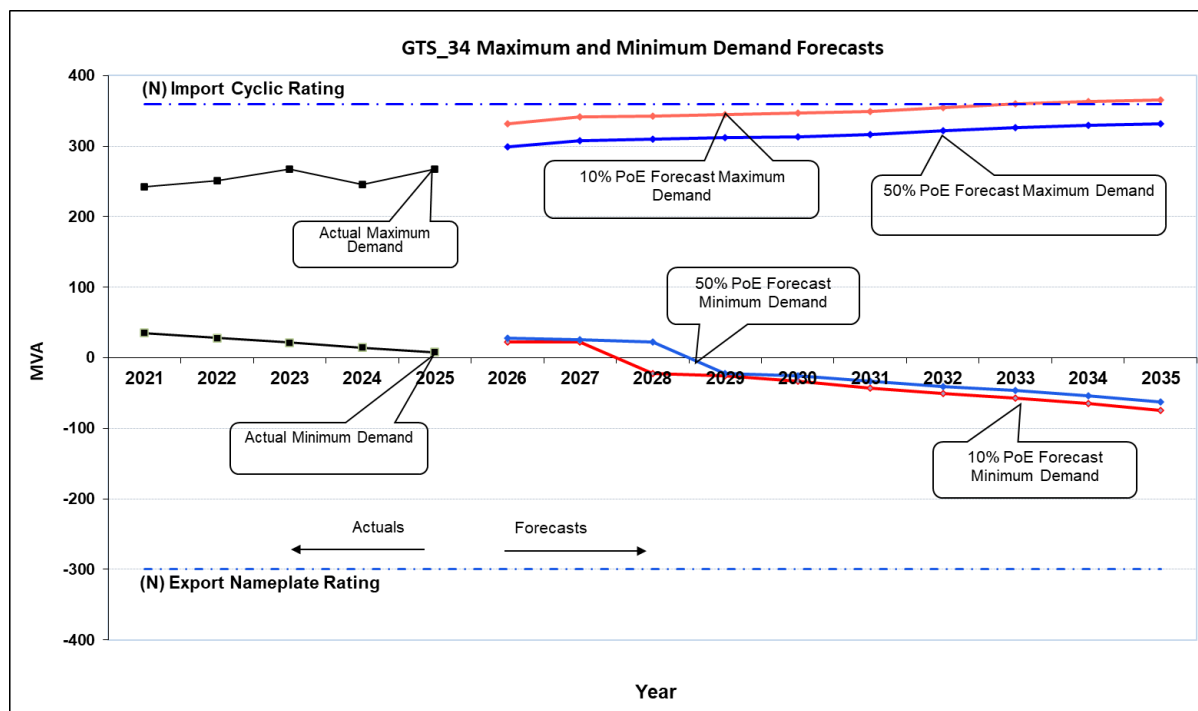 GTS_34 Maximum and Minimum Demand Forecasts
400
(N) Import Cyclic Rating
300
10% PoE Forecast Maximum
Demand
50% PoE Forecast Maximum Demand
200
Actual Maximum
Demand
100
50% PoE Forecast
Minimum Demand
MVA
0
2021 2022 2023 2024 2025 2026 2027 2028 2029 2030 2031 2032 2033 2034 2035
-100
Actual Minimum Demand
10% PoE Forecast
Minimum Demand
-200
Actuals Forecasts
-300
(N) Export Nameplate Rating
-400
Year